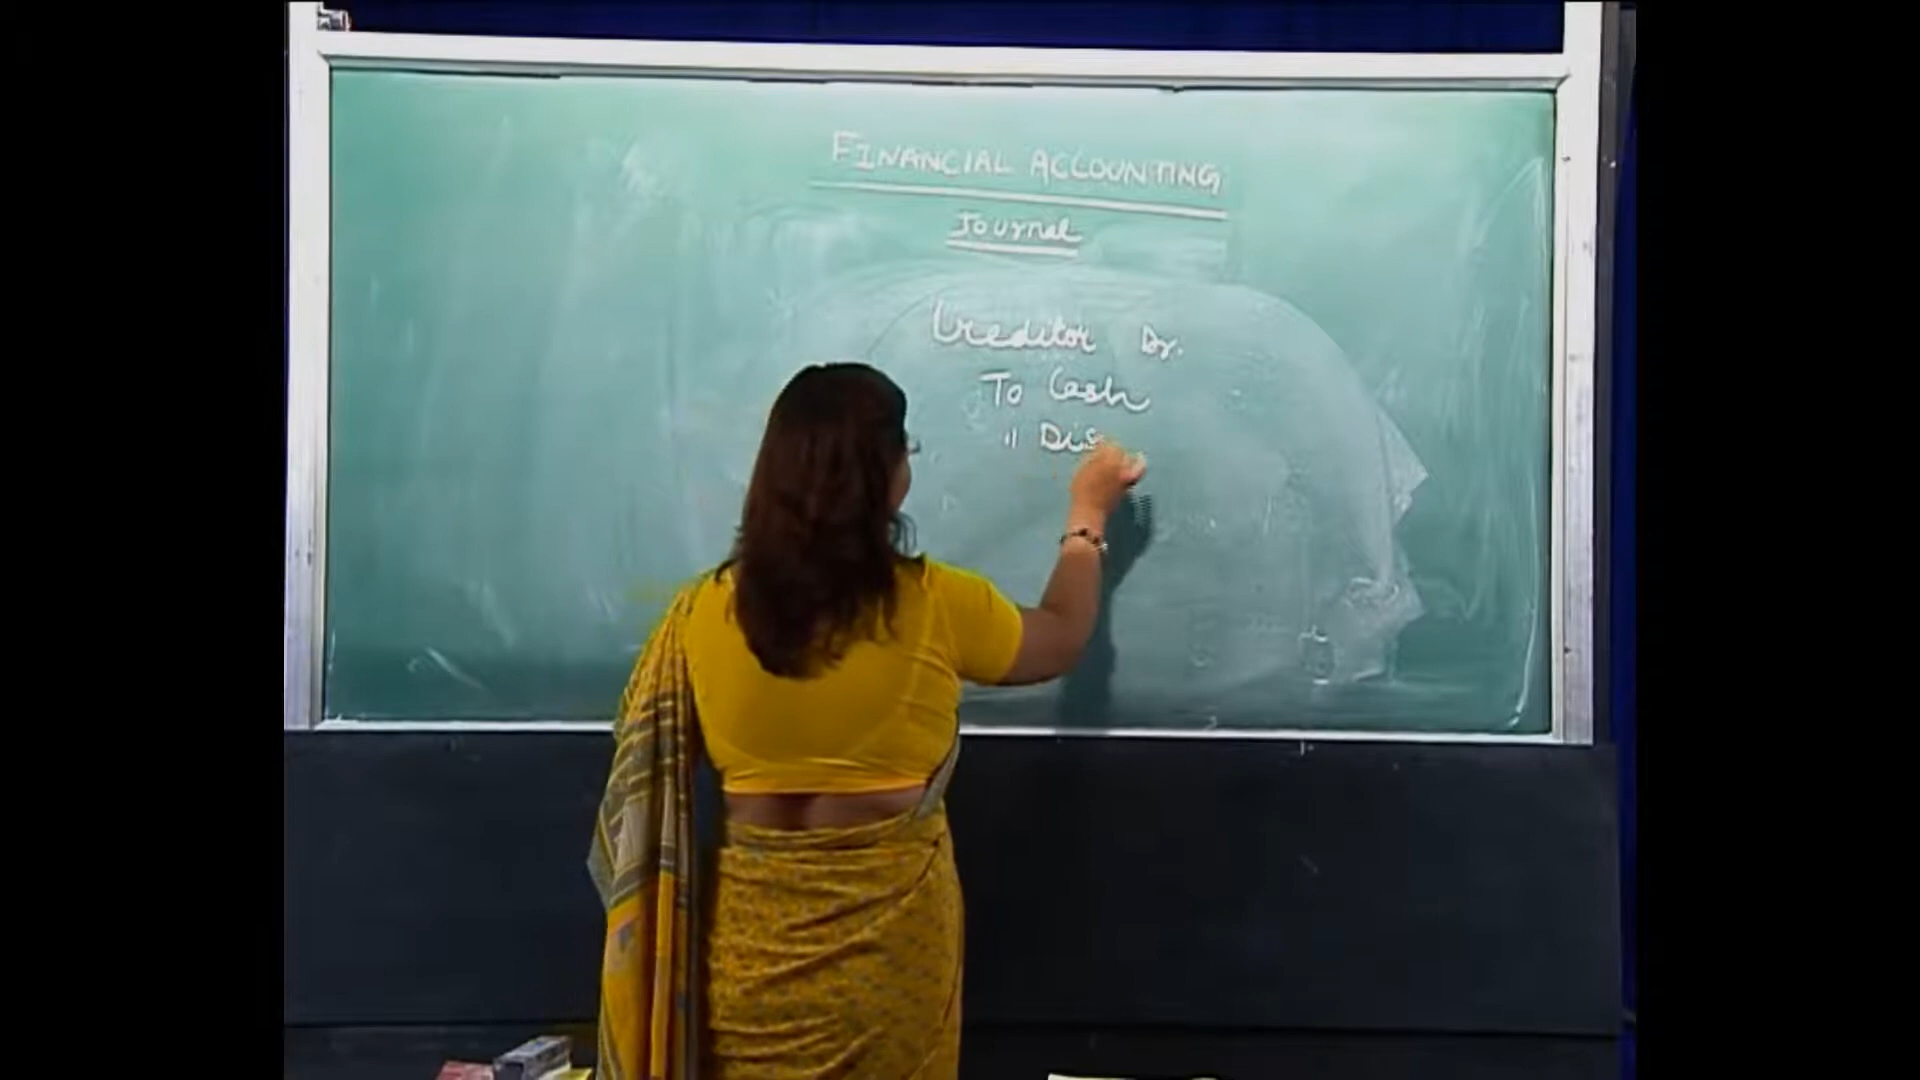 FINANCIAL ACCOUNTING
Journal
Creditor Dr.
To Cash
" Dis